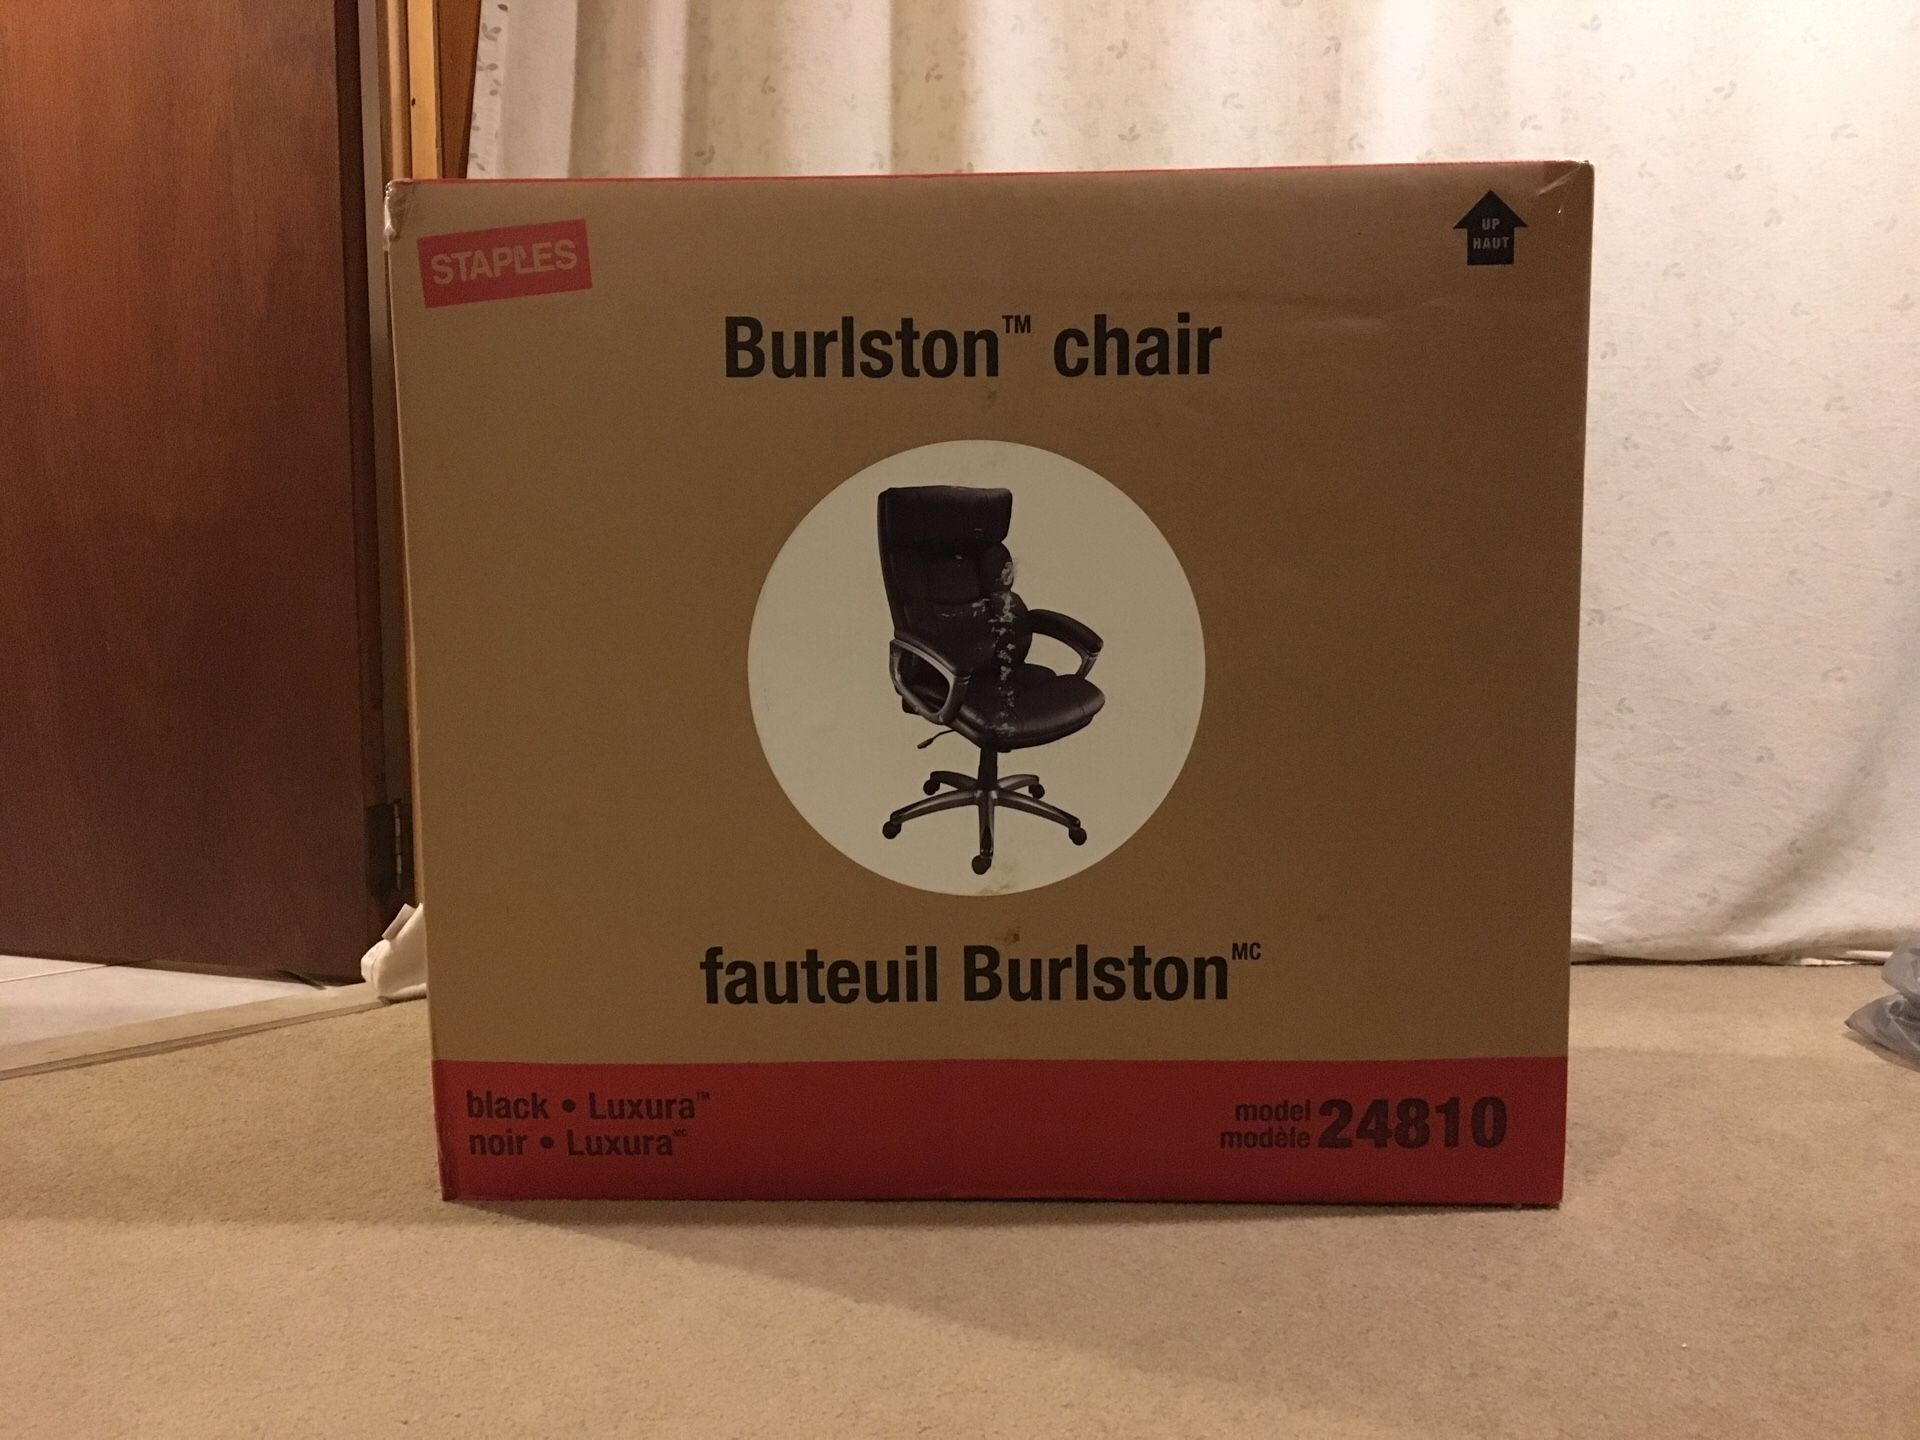 STAPLES
UP
HAUT
Burlston™ chair
fauteuil Burlston MC
black • Luxura™
noir • Luxura MC
model
modèle 24810